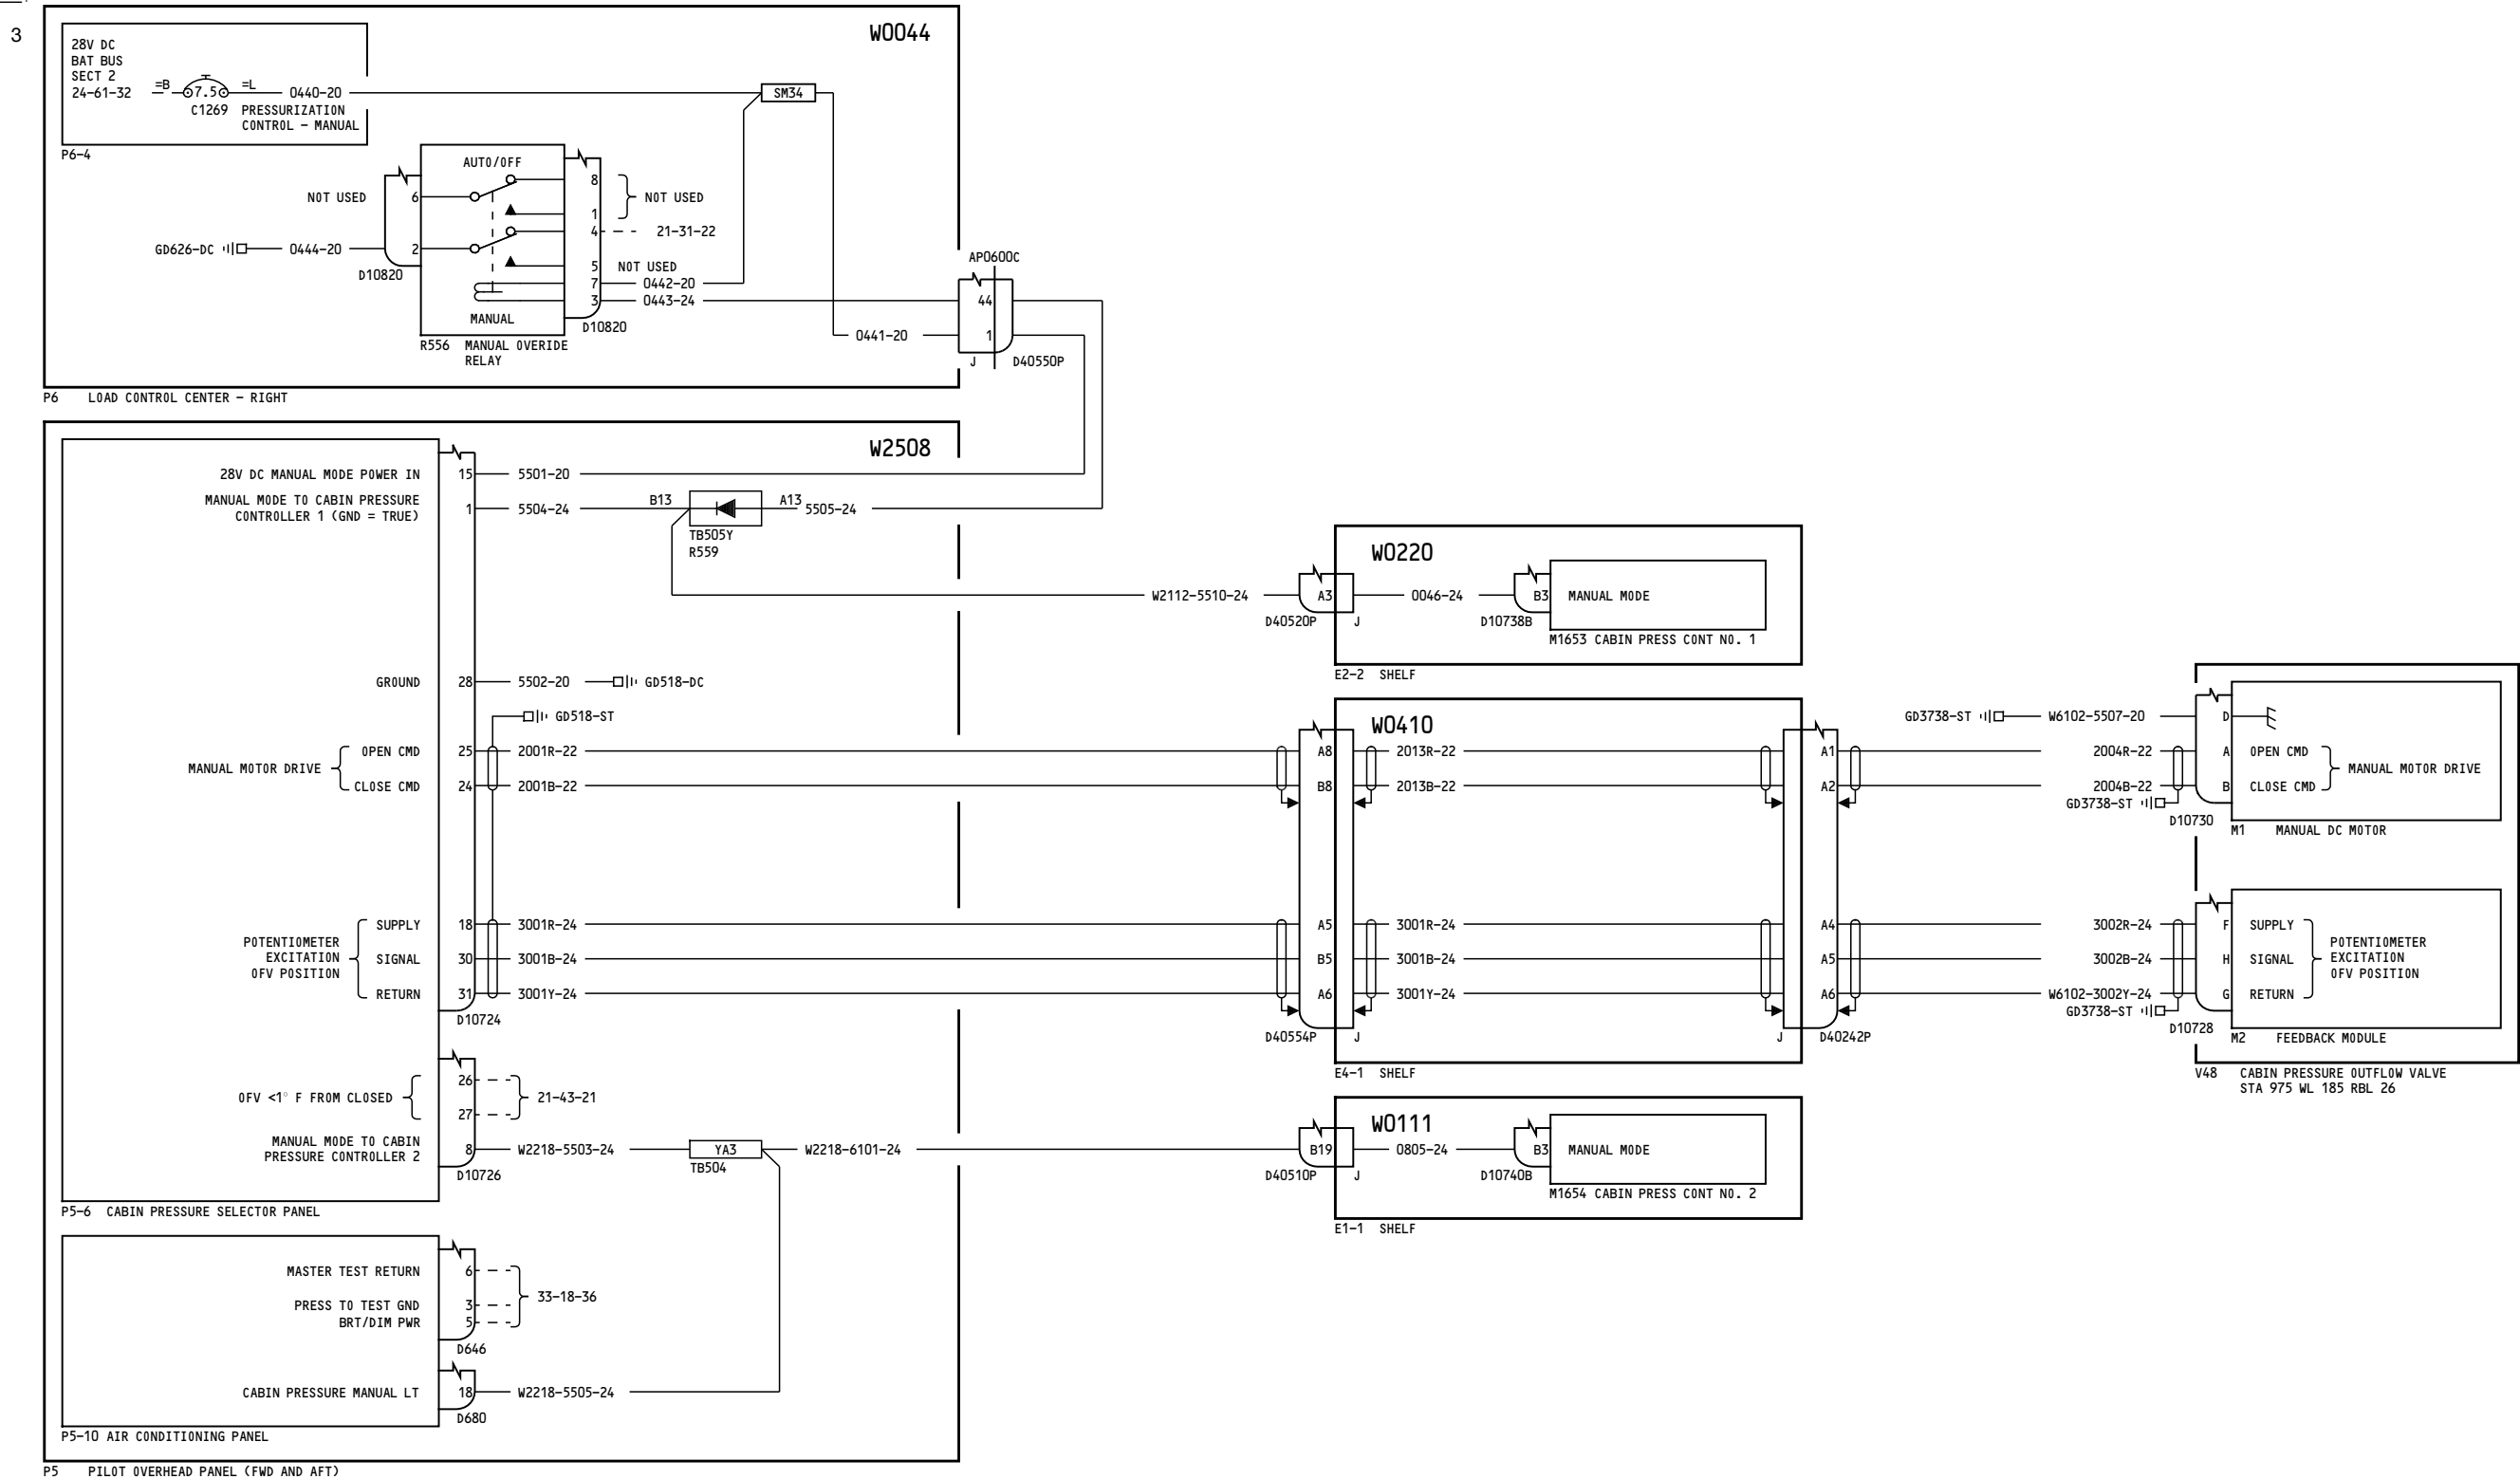 3
W0044
28V DC
BAT BUS
SECT 2
24-61-32
=B
7.5
=L
0440-20
C1269
PRESSURIZATION
CONTROL - MANUAL
P6-4
SM34
AUTO/OFF
NOT USED
6
8
1
NOT USED
4
21-31-22
GD626-DC
0444-20
2
D10820
5
NOT USED
7
0442-20
3
0443-24
MANUAL
D10820
R556 MANUAL OVERIDE
RELAY
0441-20
AP0600C
44
1
J
D40550P
P6 LOAD CONTROL CENTER - RIGHT
W2508
28V DC MANUAL MODE POWER IN
15
5501-20
MANUAL MODE TO CABIN PRESSURE
CONTROLLER 1 (GND = TRUE)
1
5504-24
B13
A13
5505-24
TB505Y
R559
W2112-5510-24
A3
D40520P
J
W0220
0046-24
B3
MANUAL MODE
D10738B
M1653 CABIN PRESS CONT NO. 1
E2-2 SHELF
GROUND
28
5502-20
GD518-DC
GD518-ST
MANUAL MOTOR DRIVE
OPEN CMD
25
2001R-22
CLOSE CMD
24
2001B-22
W0410
A8
2013R-22
A1
B8
2013B-22
A2
GD3738-ST
W6102-5507-20
D
2004R-22
A
OPEN CMD
2004B-22
B
CLOSE CMD
MANUAL MOTOR DRIVE
GD3738-ST
D10730
M1 MANUAL DC MOTOR
POTENTIOMETER
EXCITATION
OFV POSITION
SUPPLY
18
3001R-24
SIGNAL
30
3001B-24
RETURN
31
3001Y-24
D10724
A5
3001R-24
A4
B5
3001B-24
A5
A6
3001Y-24
A6
D40554P
J
J
D40242P
E4-1 SHELF
3002R-24
F
SUPPLY
3002B-24
H
SIGNAL
W6102-3002Y-24
G
RETURN
POTENTIOMETER
EXCITATION
OFV POSITION
GD3738-ST
D10728
M2 FEEDBACK MODULE
V48 CABIN PRESSURE OUTFLOW VALVE
STA 975 WL 185 RBL 26
OFV <1° F FROM CLOSED
26
27
21-43-21
MANUAL MODE TO CABIN
PRESSURE CONTROLLER 2
8
W2218-5503-24
YA3
TB504
W2218-6101-24
D10726
W0111
B19
0805-24
B3
MANUAL MODE
D40510P
J
D10740B
M1654 CABIN PRESS CONT NO. 2
E1-1 SHELF
P5-6 CABIN PRESSURE SELECTOR PANEL
MASTER TEST RETURN
6
PRESS TO TEST GND
3
BRT/DIM PWR
5
33-18-36
D646
CABIN PRESSURE MANUAL LT
18
W2218-5505-24
D680
P5-10 AIR CONDITIONING PANEL
P5 PILOT OVERHEAD PANEL (FWD AND AFT)